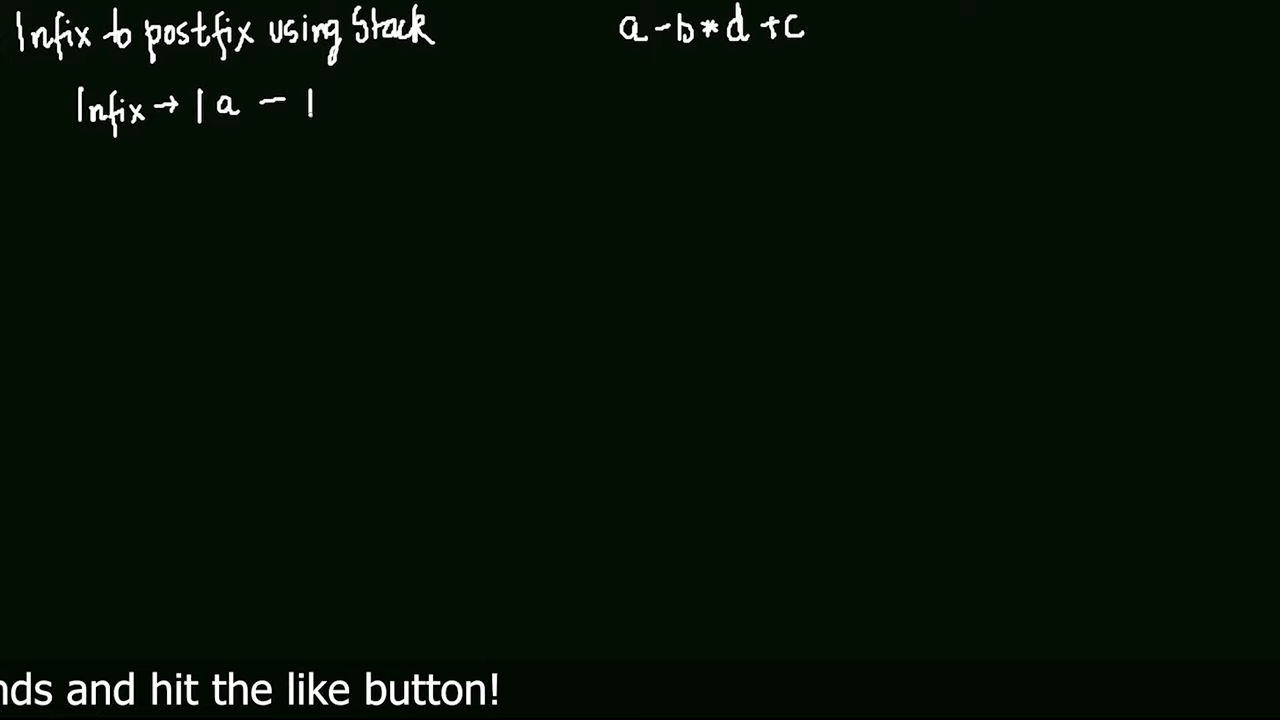 Infix to postfix using Stack
a - b * d + c
Infix → | a - |
nds and hit the like button!